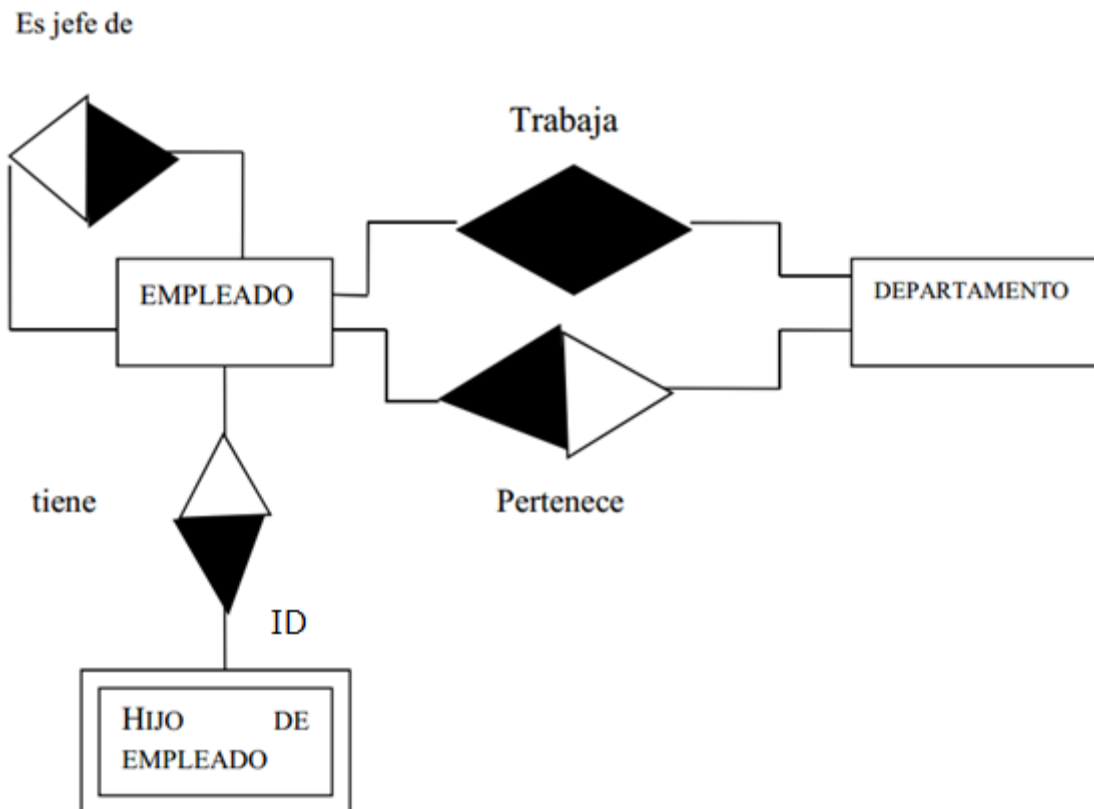 Es jefe de
Trabaja
EMPLEADO
DEPARTAMENTO
tiene
Pertenece
ID
HIJO DE
EMPLEADO